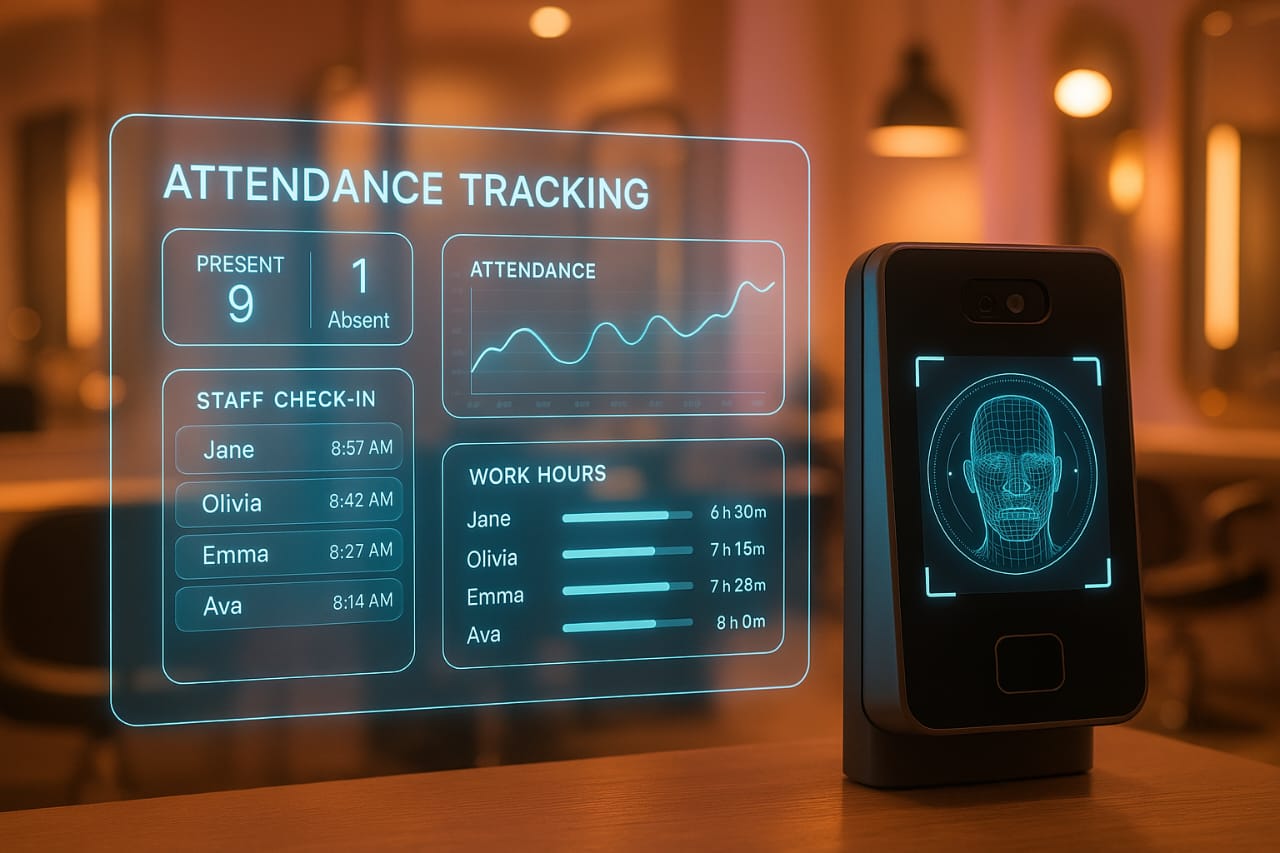 ATTENDANCE TRACKING
PRESENT
9
1
Absent
ATTENDANCE
STAFF CHECK-IN
Jane 8:57 AM
Olivia 8:42 AM
Emma 8:27 AM
Ava 8:14 AM
WORK HOURS
Jane 6 h 30m
Olivia 7 h 15m
Emma 7 h 28m
Ava 8 h 0m